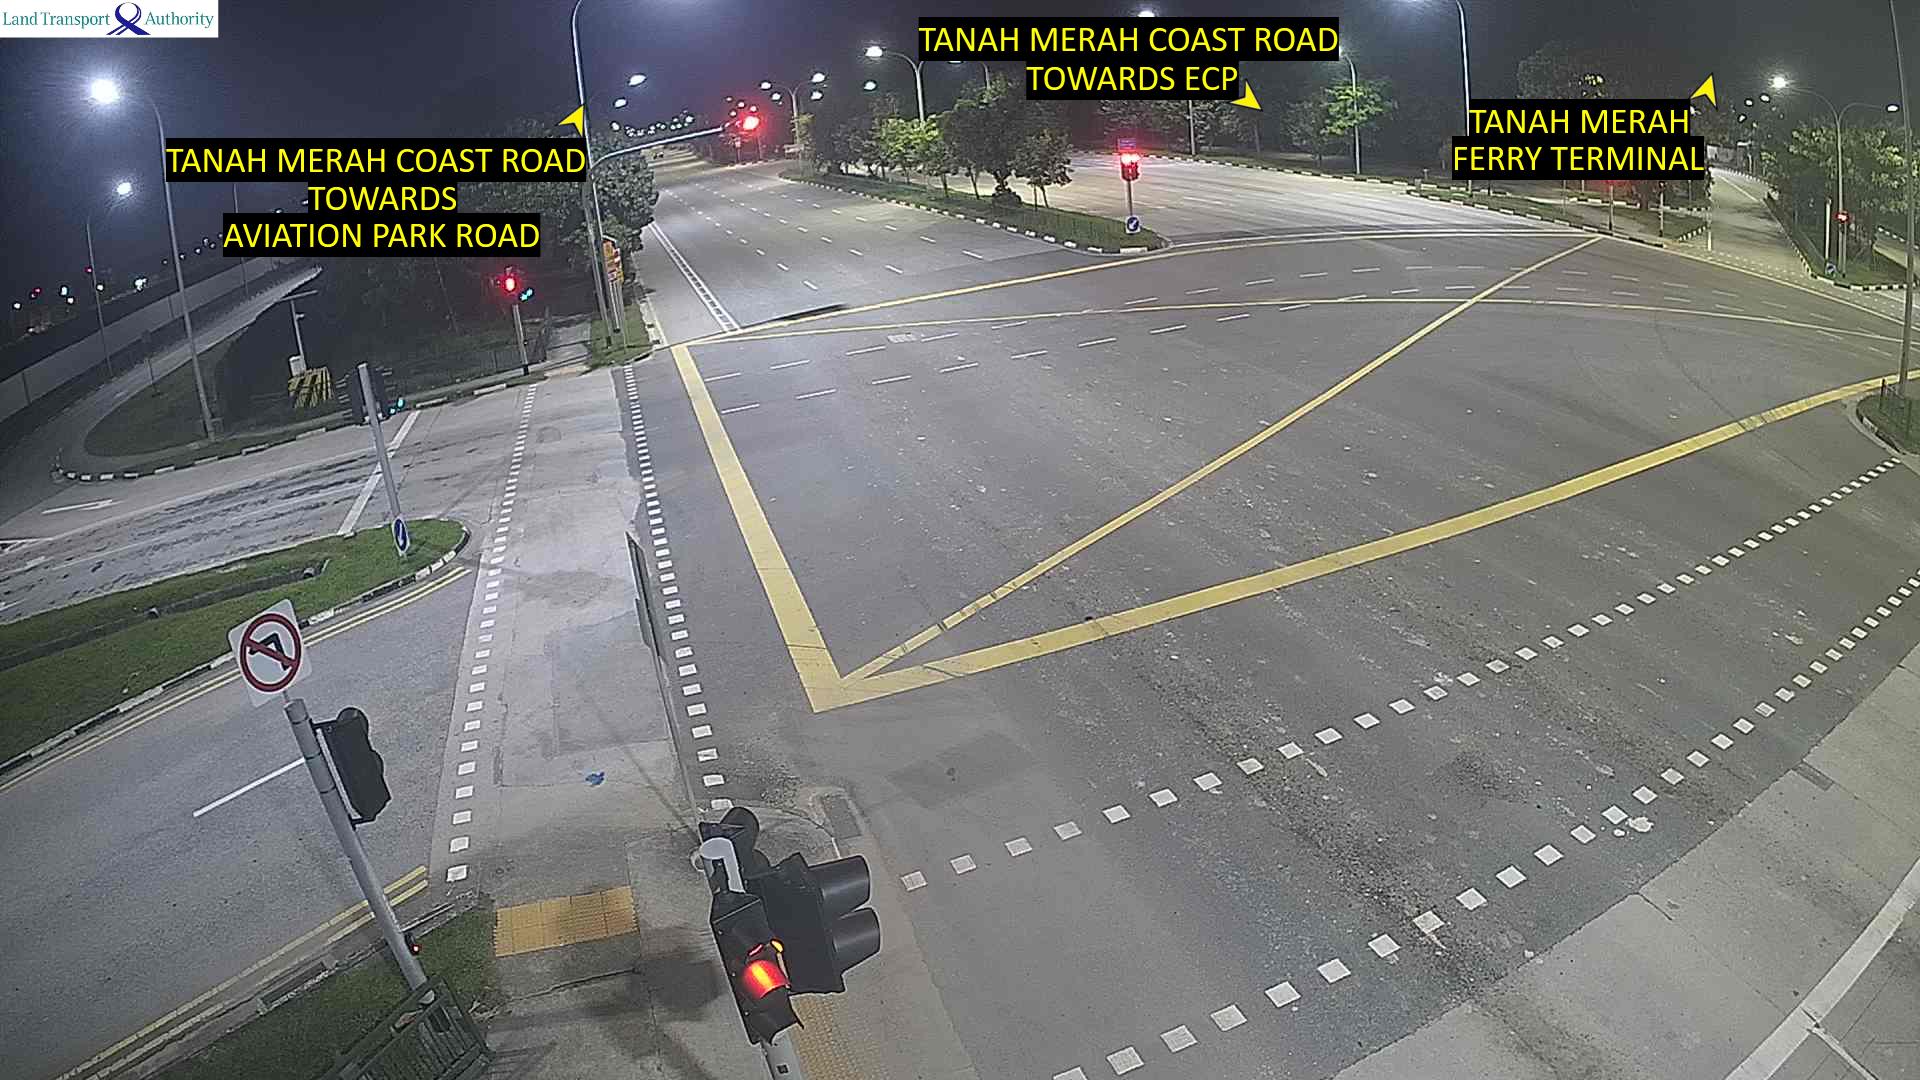 Land Transport Authority
TANAH MERAH COAST ROAD
TOWARDS ECP
TANAH MERAH
FERRY TERMINAL
TANAH MERAH COAST ROAD
TOWARDS
AVIATION PARK ROAD